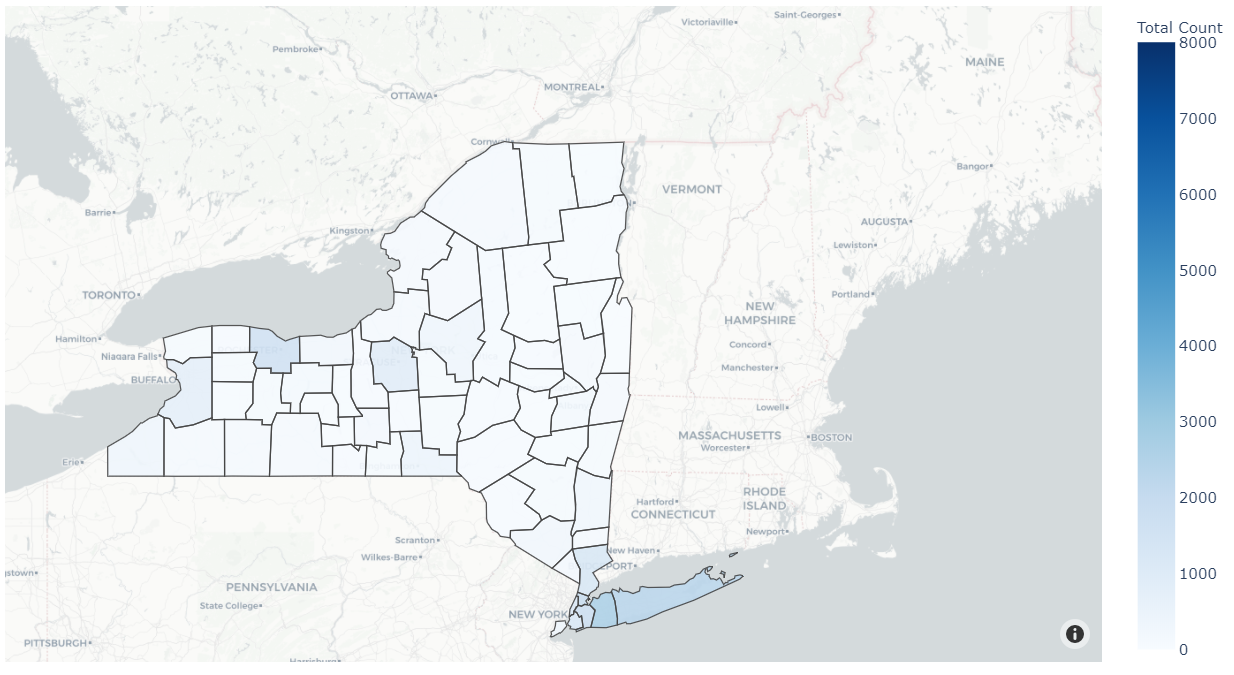 Victoriaville
Saint-Georges
Pembroke
MAINE
OTTAWA
MONTREAL
Cornwall
Bangor
VERMONT
Barrie
AUGUSTA
Kingston
Lewiston
TORONTO
Portland
NEW
HAMPSHIRE
Hamilton
Concord
Niagara Falls
Manchester
BUFFALO
Lowell
MASSACHUSETTS
BOSTON
Worcester
Erie
RHODE
ISLAND
Hartford
CONNECTICUT
Newport
Scranton
New Haven
Wilkes-Barre
PORT
gstown
PENNSYLVANIA
State College
NEW YORK
PITTSBURGH
Harrisburg
Total Count
8000
7000
6000
5000
4000
3000
2000
1000
0